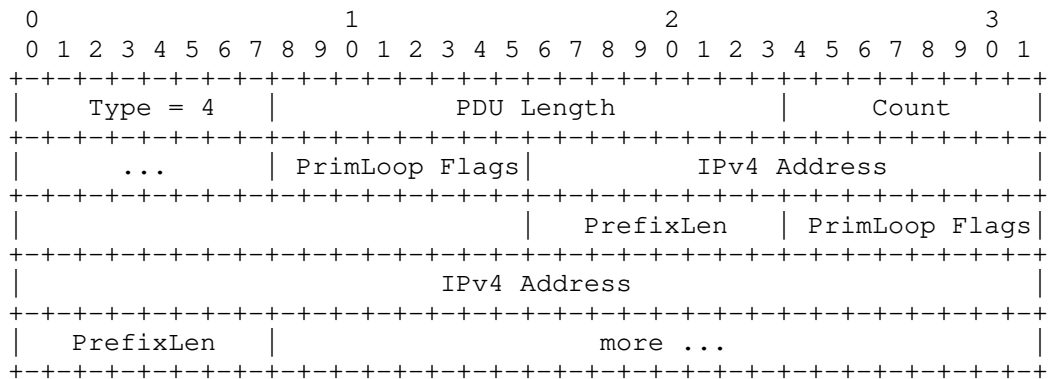 0                   1                   2                   3
 0 1 2 3 4 5 6 7 8 9 0 1 2 3 4 5 6 7 8 9 0 1 2 3 4 5 6 7 8 9 0 1
+-+-+-+-+-+-+-+-+-+-+-+-+-+-+-+-+-+-+-+-+-+-+-+-+-+-+-+-+-+-+-+-+
|    Type = 4   |           PDU Length          |     Count     |
+-+-+-+-+-+-+-+-+-+-+-+-+-+-+-+-+-+-+-+-+-+-+-+-+-+-+-+-+-+-+-+-+
|      ...      | PrimLoop Flags|          IPv4 Address         |
+-+-+-+-+-+-+-+-+-+-+-+-+-+-+-+-+-+-+-+-+-+-+-+-+-+-+-+-+-+-+-+-+
|                               |   PrefixLen   | PrimLoop Flags|
+-+-+-+-+-+-+-+-+-+-+-+-+-+-+-+-+-+-+-+-+-+-+-+-+-+-+-+-+-+-+-+-+
|                          IPv4 Address                         |
+-+-+-+-+-+-+-+-+-+-+-+-+-+-+-+-+-+-+-+-+-+-+-+-+-+-+-+-+-+-+-+-+
|   PrefixLen   |                    more ...                   |
+-+-+-+-+-+-+-+-+-+-+-+-+-+-+-+-+-+-+-+-+-+-+-+-+-+-+-+-+-+-+-+-+